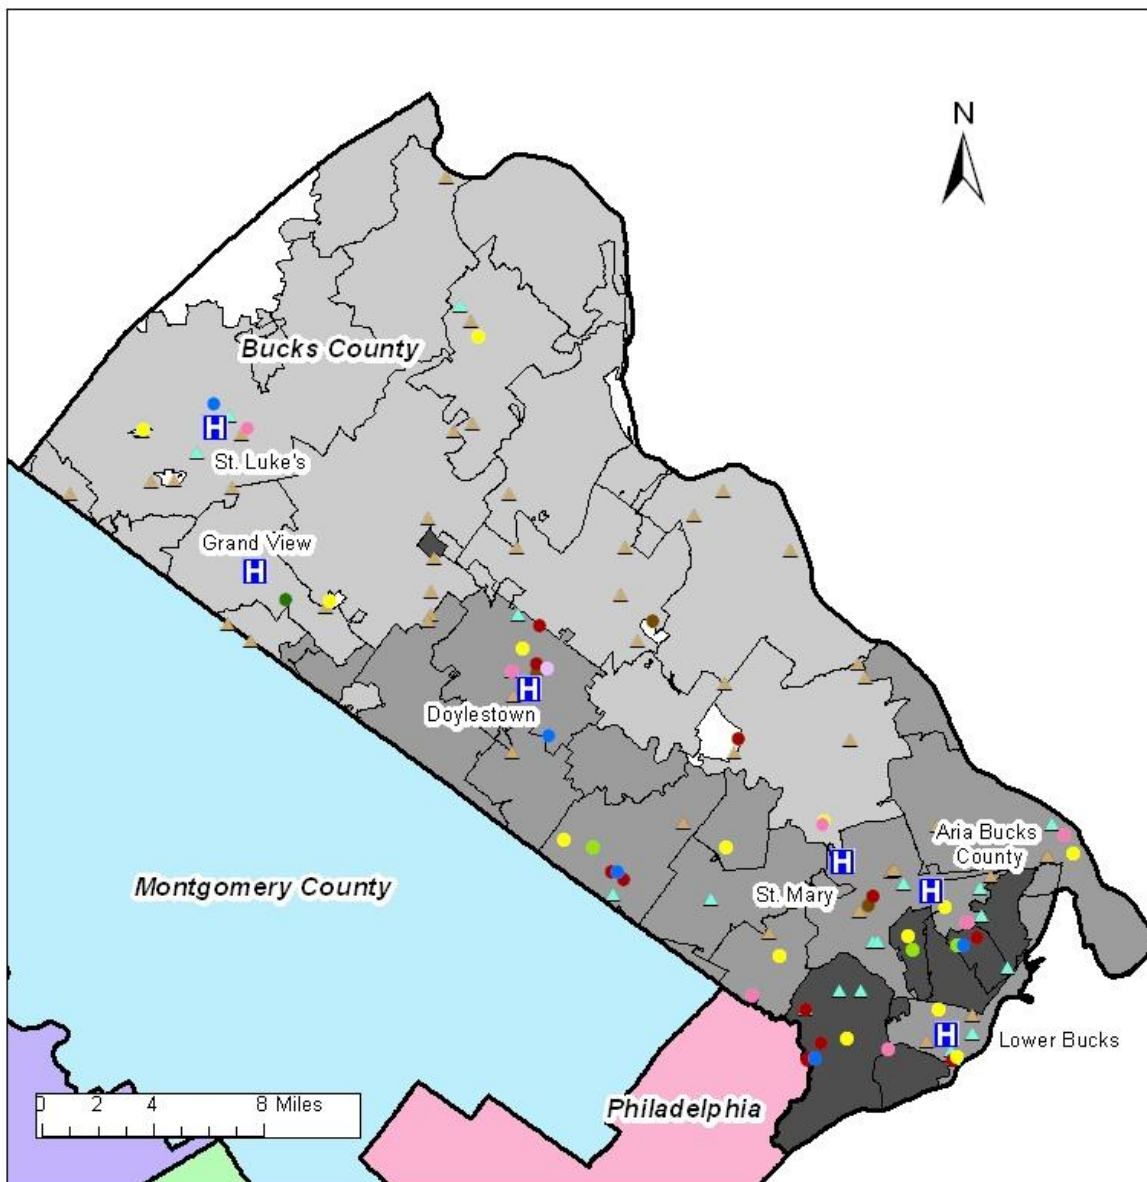 N
Bucks County
H
St. Luke's
Grand View
H
H
Doylestown
Aria Bucks
County
H
H
St. Mary
Montgomery County
H
Lower Bucks
0 2 4 8 Miles
Philadelphia